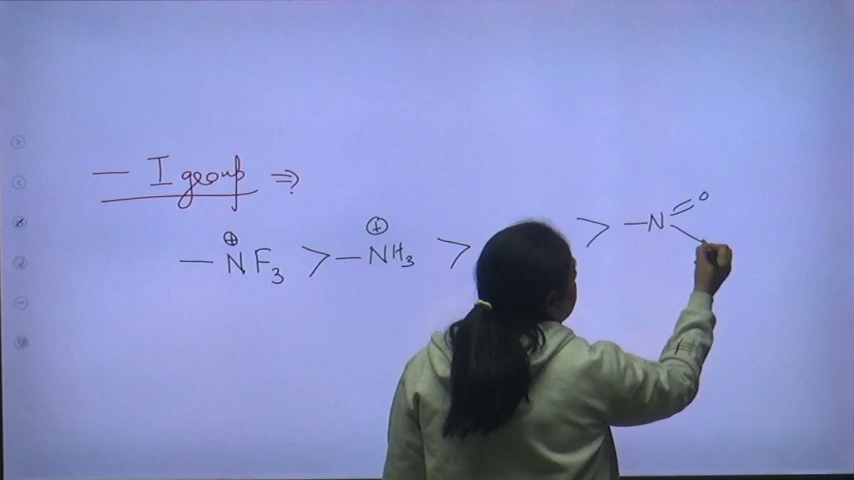 — I group ⇒
— N⊕F₃ > — N⊕H₃ > > —N=O